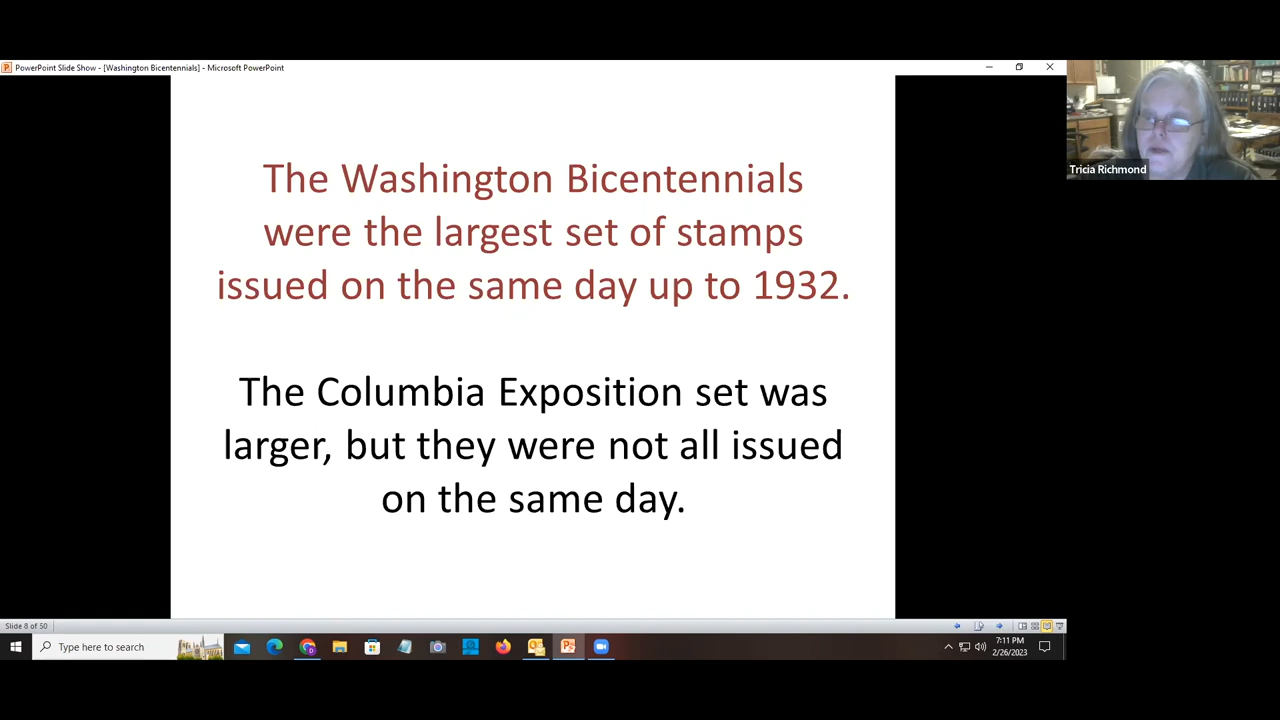 PowerPoint Slide Show - [Washington Bicentennials] - Microsoft PowerPoint
The Washington Bicentennials
were the largest set of stamps
issued on the same day up to 1932.
The Columbia Exposition set was
larger, but they were not all issued
on the same day.
Tricia Richmond
Slide 8 of 50
Type here to search
7:11 PM
2/26/2023